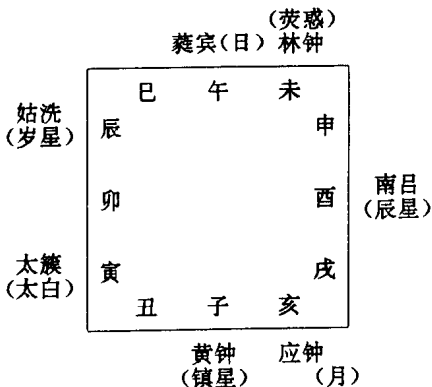 (荧惑)
蕤宾(日) 林钟
巳 午 未
姑洗
(岁星)
辰 申
卯 酉
南吕
(辰星)
太簇
(太白)
寅 戌
丑 子 亥
黄钟 应钟
(镇星) (月)